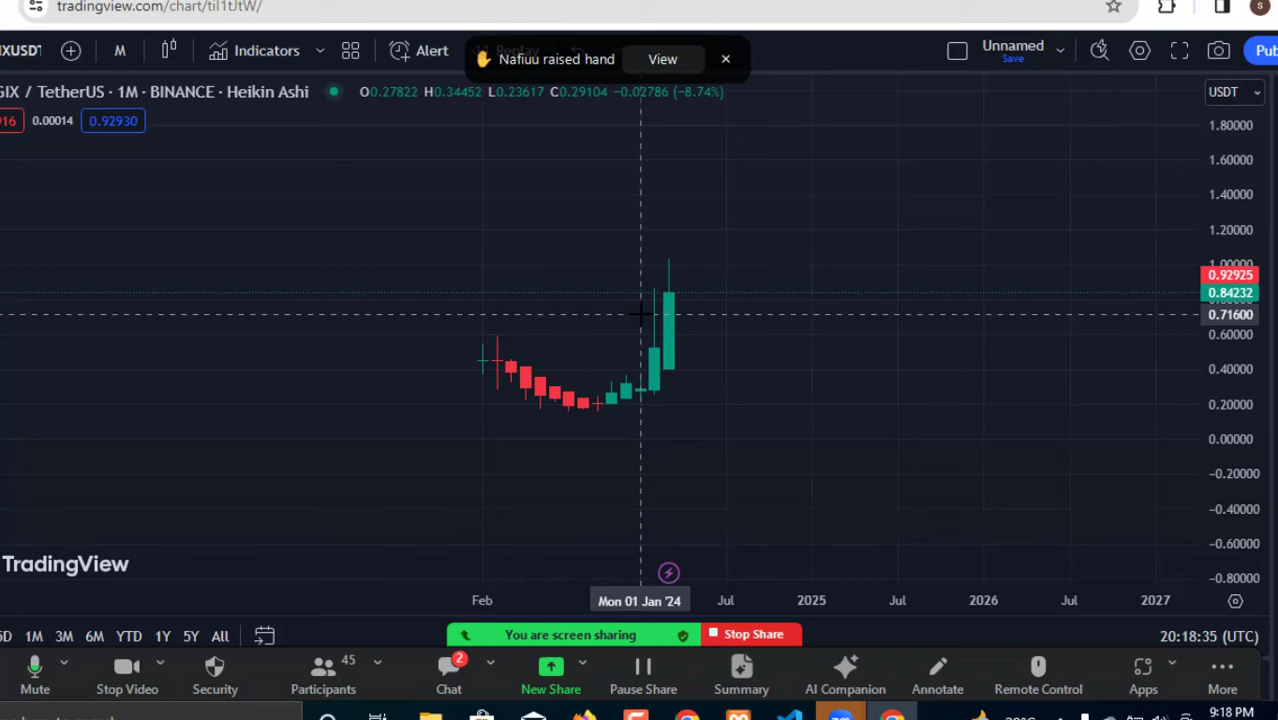 tradingview.com/chart/til1tJtW/
IXUSDT
M
Indicators
Alert
Replay
Nafiuu raised hand
View
Unnamed
Save
Pub
GIX / TetherUS · 1M · BINANCE · Heikin Ashi
O0.27822 H0.34452 L0.23617 C0.29104 −0.02786 (−8.74%)
USDT
916
0.00014
0.92930
1.80000
1.60000
1.40000
1.20000
1.00000
0.92925
0.84232
0.71600
0.60000
0.40000
0.20000
0.00000
−0.20000
−0.40000
−0.60000
−0.80000
TradingView
Feb
Mon 01 Jan '24
Jul
2025
Jul
2026
Jul
2027
5D 1M 3M 6M YTD 1Y 5Y All
You are screen sharing
Stop Share
20:18:35 (UTC)
45
2
Mute
Stop Video
Security
Participants
Chat
New Share
Pause Share
Summary
AI Companion
Annotate
Remote Control
Apps
More
9:18 PM